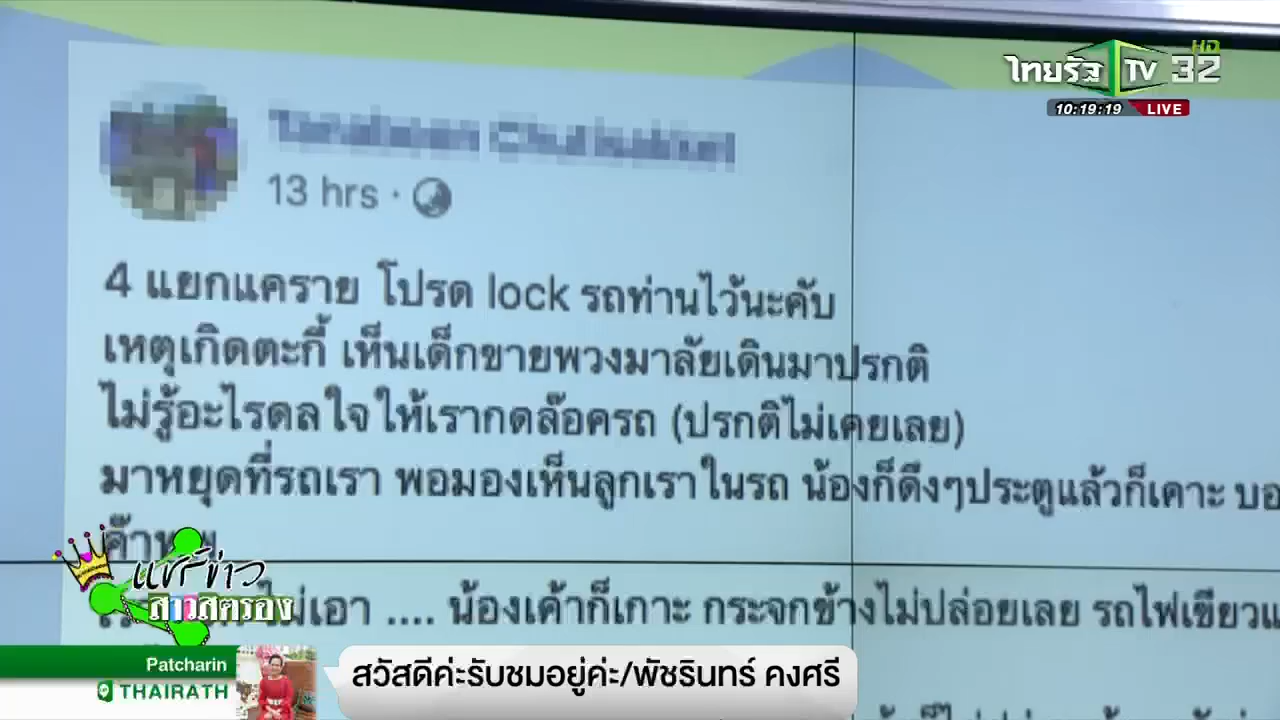 ไทยรัฐ TV 32 HD
10:19:19 LIVE
13 hrs
4 แยกแคราย โปรด lock รถท่านไว้นะคับ
เหตุเกิดตะกี้ เห็นเด็กขายพวงมาลัยเดินมาปรกติ
ไม่รู้อะไรดลใจให้เรากดล๊อครถ (ปรกติไม่เคยเลย)
มาหยุดที่รถเรา พอมองเห็นลูกเราในรถ น้องก็ดึงๆประตูแล้วก็เคาะ
ไม่เอา .... น้องเค้าก็เกาะ กระจกข้างไม่ปล่อยเลย รถไฟเขียว
แชร์ข่าว
สาวสตรอง
Patcharin
THAIRATH
สวัสดีค่ะรับชมอยู่ค่ะ/พัชรินทร์ คงศรี